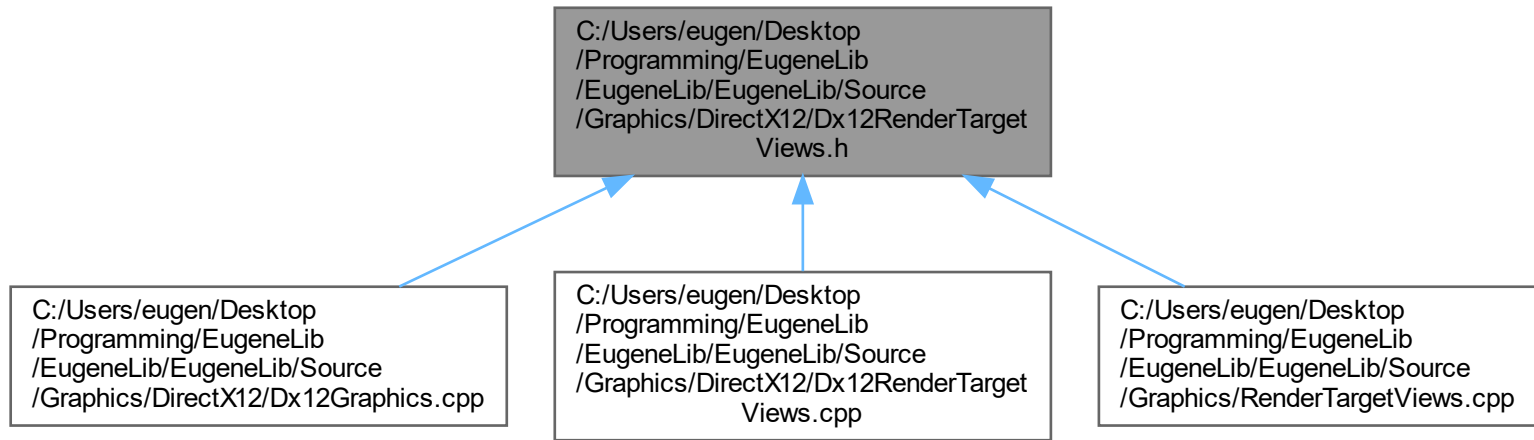 C:/Users/eugen/Desktop
/Programming/EugeneLib
/EugeneLib/EugeneLib/Source
/Graphics/DirectX12/Dx12RenderTarget
Views.h
C:/Users/eugen/Desktop
/Programming/EugeneLib
/EugeneLib/EugeneLib/Source
/Graphics/DirectX12/Dx12Graphics.cpp
C:/Users/eugen/Desktop
/Programming/EugeneLib
/EugeneLib/EugeneLib/Source
/Graphics/DirectX12/Dx12RenderTarget
Views.cpp
C:/Users/eugen/Desktop
/Programming/EugeneLib
/EugeneLib/EugeneLib/Source
/Graphics/RenderTargetViews.cpp